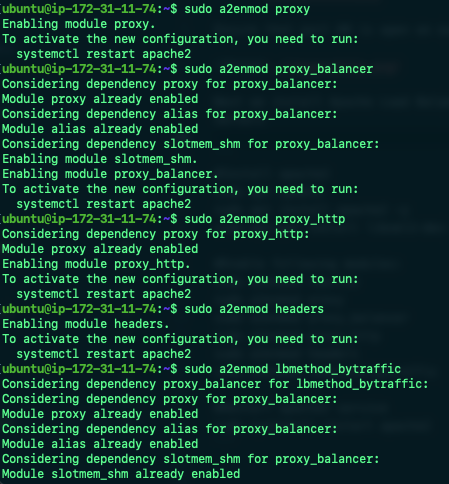 [ubuntu@ip-172-31-11-74:~$ sudo a2enmod proxy
Enabling module proxy.
To activate the new configuration, you need to run:
  systemctl restart apache2
[ubuntu@ip-172-31-11-74:~$ sudo a2enmod proxy_balancer
Considering dependency proxy for proxy_balancer:
Module proxy already enabled
Considering dependency alias for proxy_balancer:
Module alias already enabled
Considering dependency slotmem_shm for proxy_balancer:
Enabling module slotmem_shm.
Enabling module proxy_balancer.
To activate the new configuration, you need to run:
  systemctl restart apache2
[ubuntu@ip-172-31-11-74:~$ sudo a2enmod proxy_http
Considering dependency proxy for proxy_http:
Module proxy already enabled
Enabling module proxy_http.
To activate the new configuration, you need to run:
  systemctl restart apache2
[ubuntu@ip-172-31-11-74:~$ sudo a2enmod headers
Enabling module headers.
To activate the new configuration, you need to run:
  systemctl restart apache2
[ubuntu@ip-172-31-11-74:~$ sudo a2enmod lbmethod_bytraffic
Considering dependency proxy_balancer for lbmethod_bytraffic:
Considering dependency proxy for proxy_balancer:
Module proxy already enabled
Considering dependency alias for proxy_balancer:
Module alias already enabled
Considering dependency slotmem_shm for proxy_balancer:
Module slotmem_shm already enabled